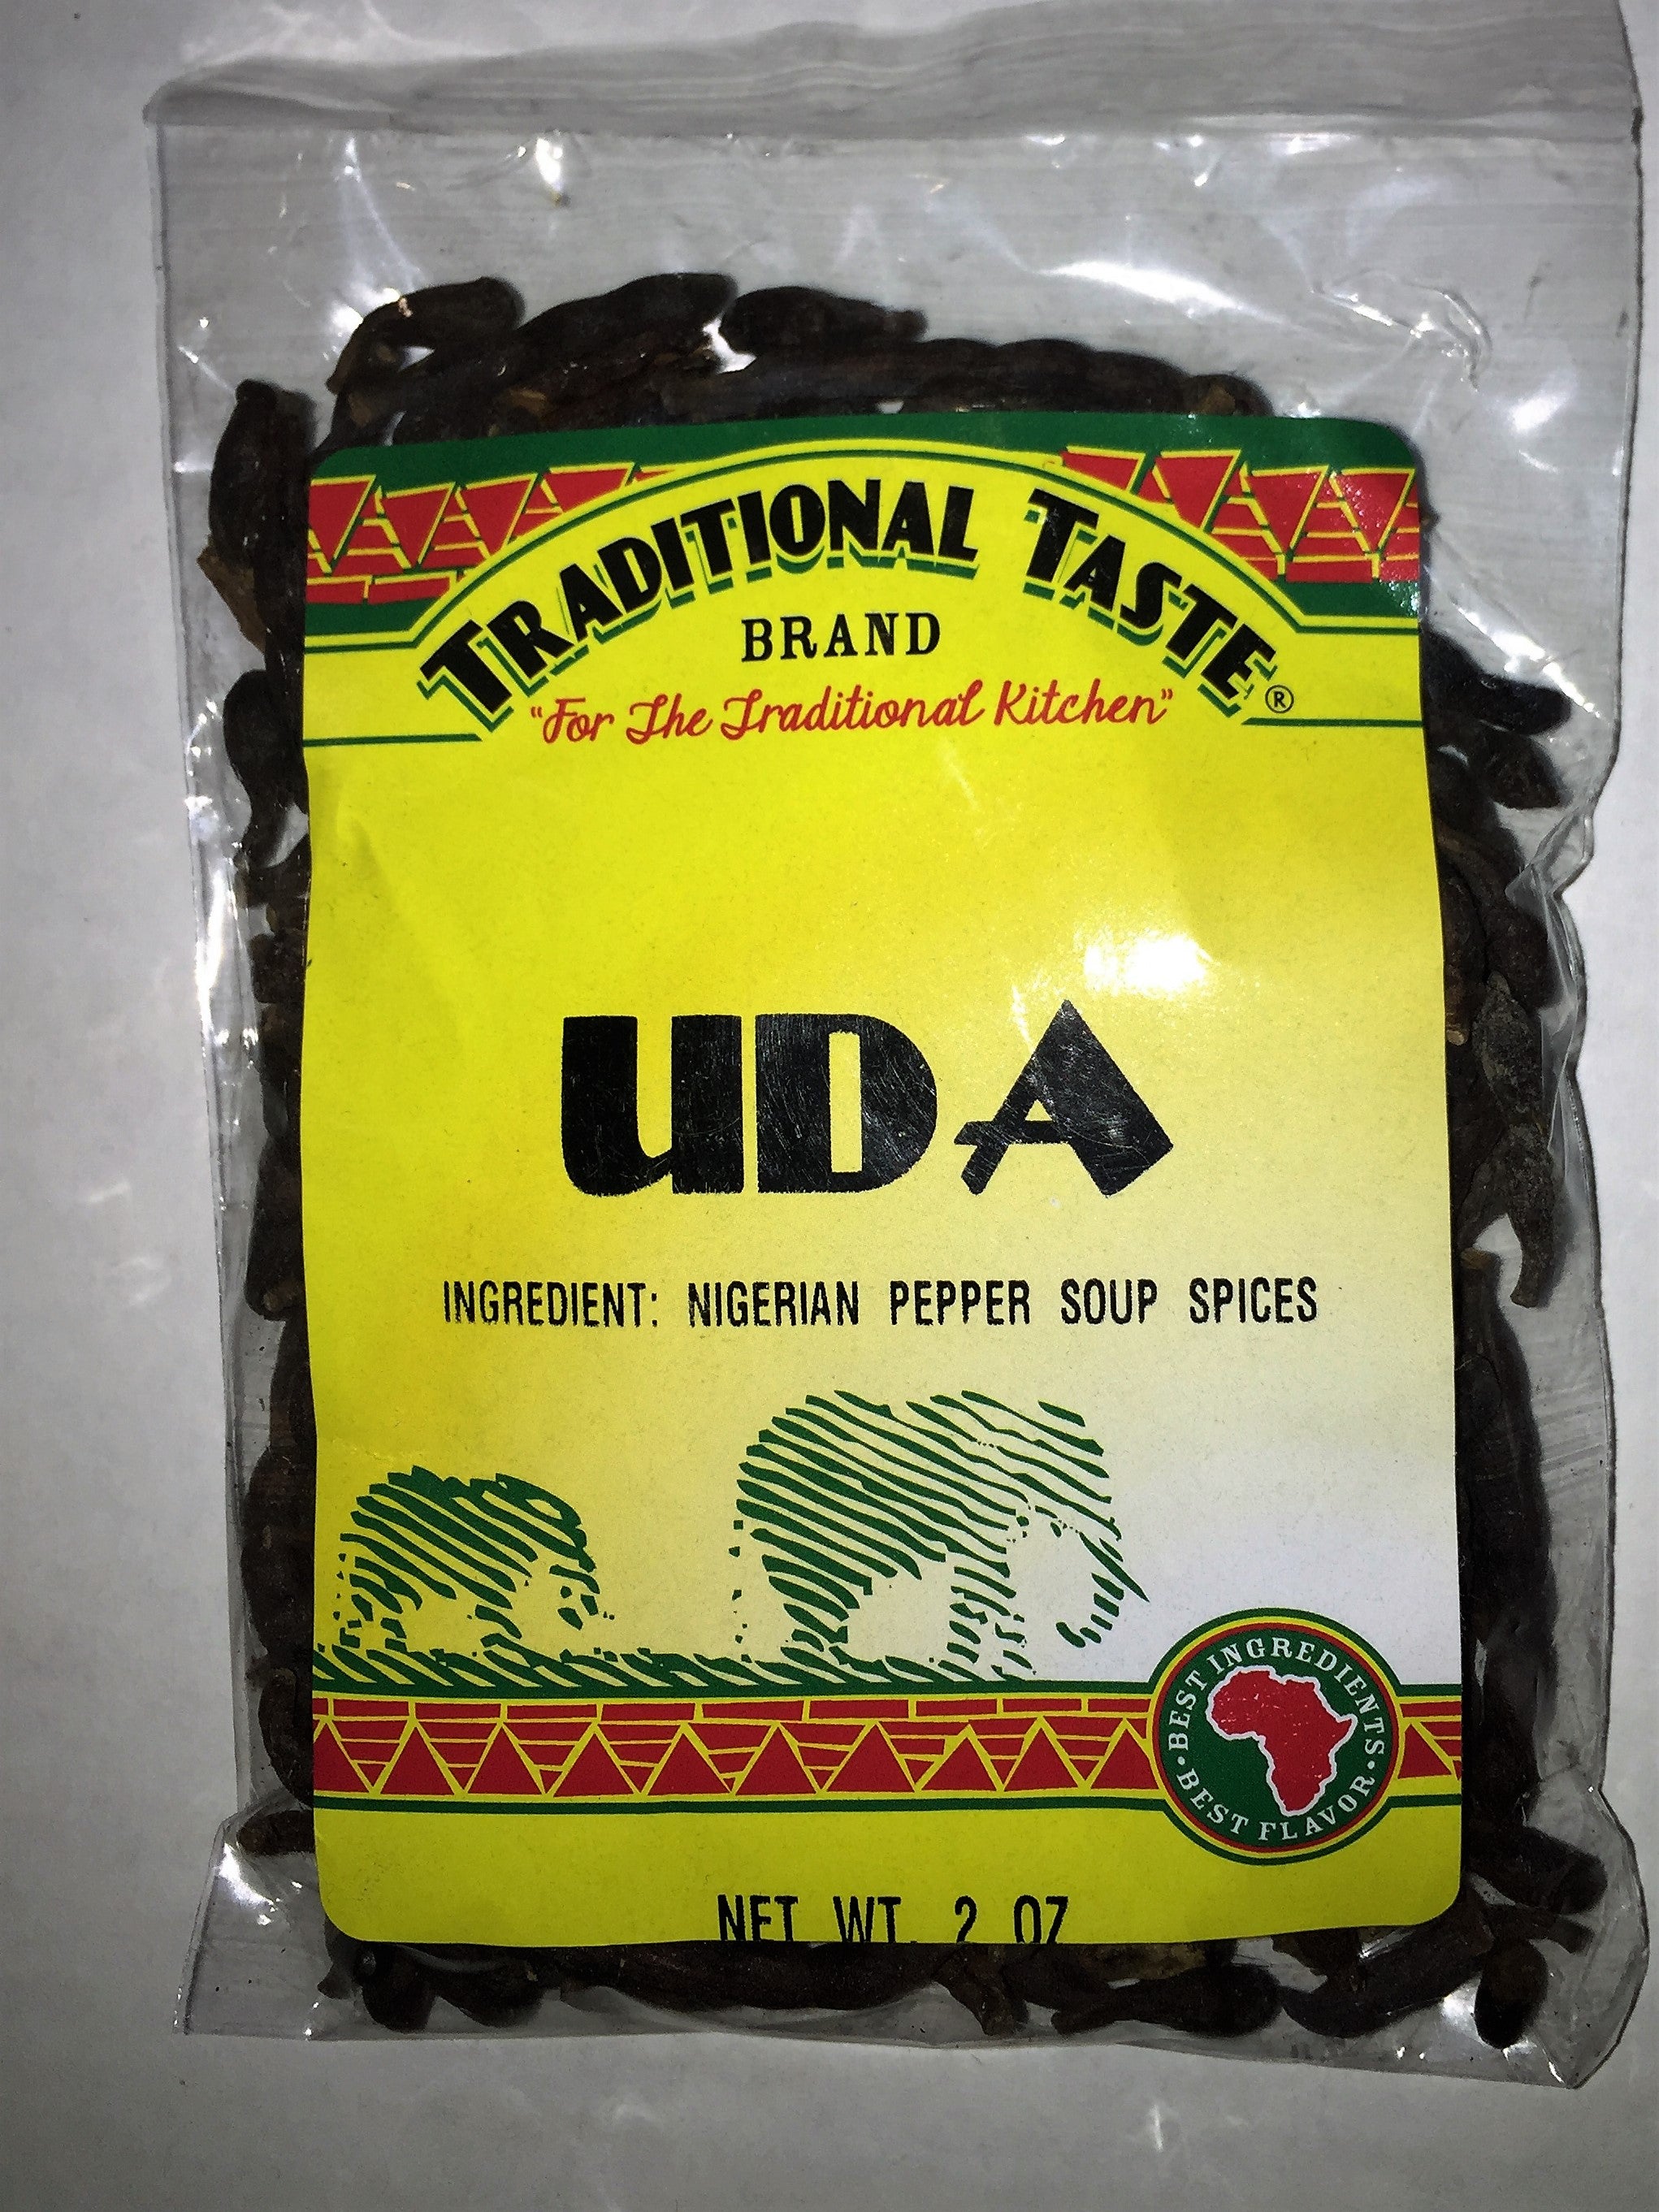 TRADITIONAL TASTE®
BRAND
"For The Traditional Kitchen"
UDA
INGREDIENT: NIGERIAN PEPPER SOUP SPICES
• BEST INGREDIENTS •
BEST FLAVOR
NET WT. 2 OZ